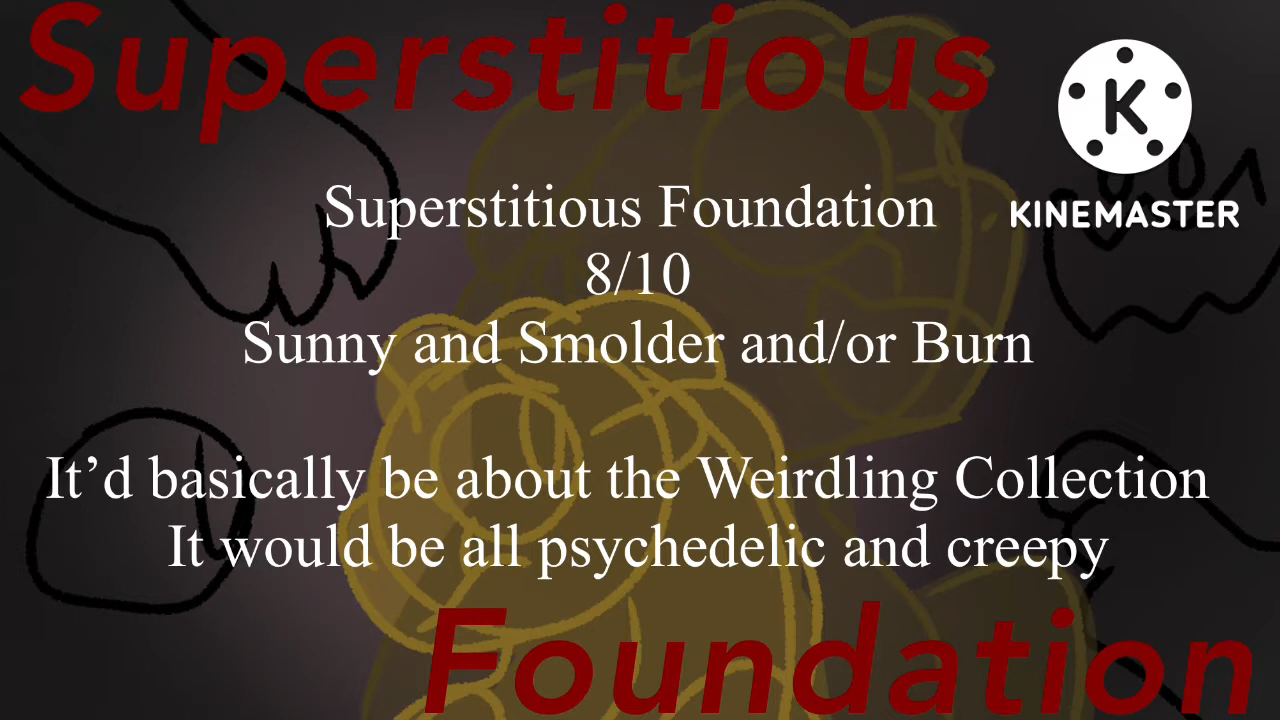 Superstitious
K
KINEMASTER
Superstitious Foundation
8/10
Sunny and Smolder and/or Burn
It’d basically be about the Weirdling Collection
It would be all psychedelic and creepy
Foundation